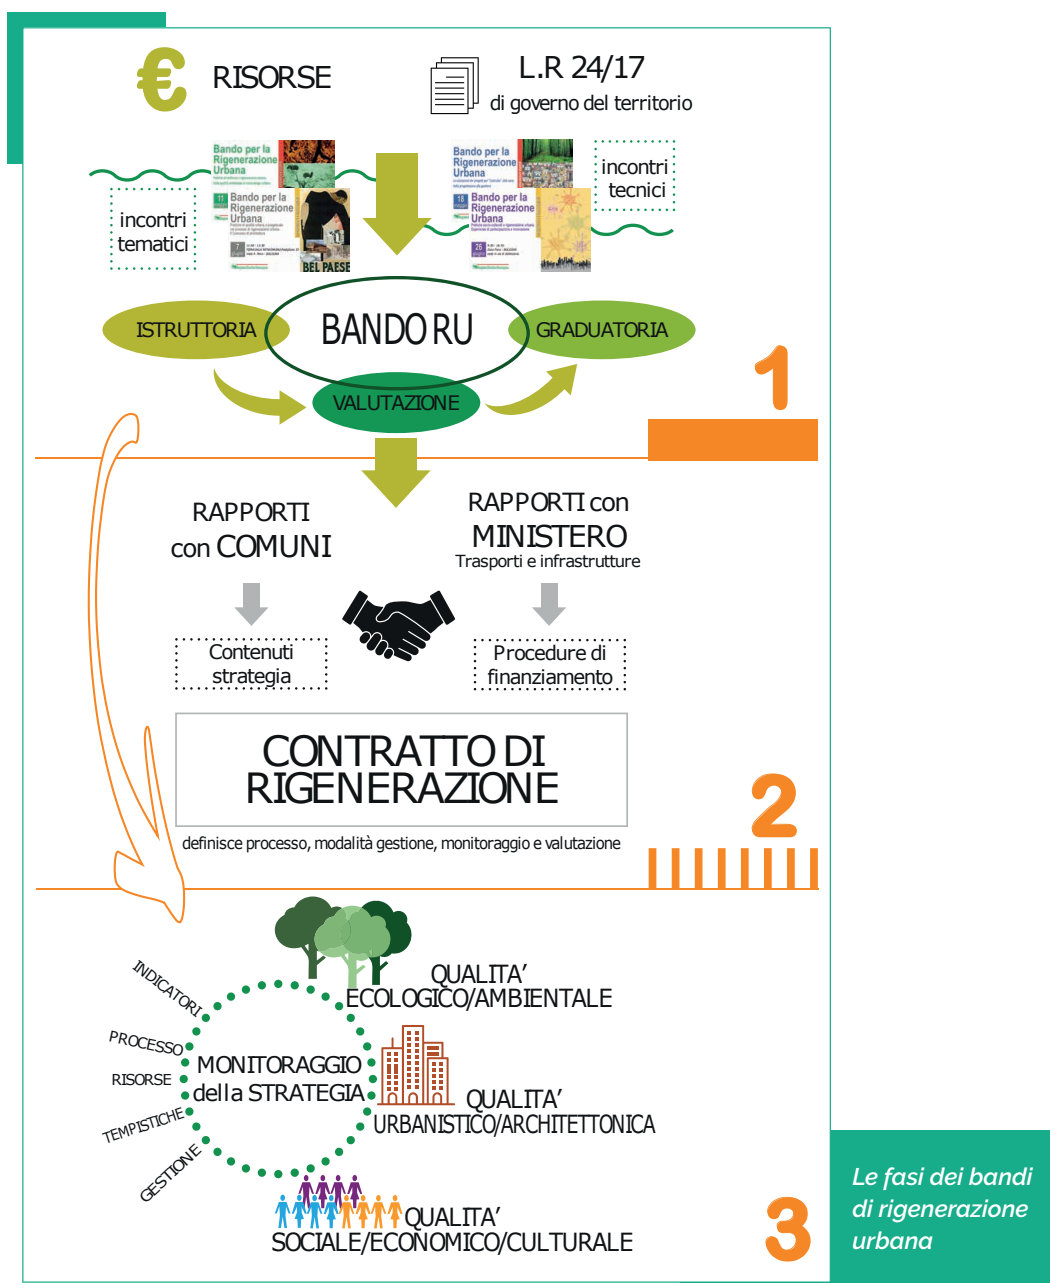 € RISORSE
L.R 24/17
di governo del territorio
Bando per la
Rigenerazione
Urbana
11
Bando per la
Rigenerazione
Urbana
7
BEL PAESE
Bando per la
Rigenerazione
Urbana
18
Bando per la
Rigenerazione
Urbana
26
incontri
tecnici
incontri
tematici
ISTRUTTORIA
BANDO RU
GRADUATORIA
VALUTAZIONE
1
RAPPORTI
con COMUNI
RAPPORTI con
MINISTERO
Trasporti e infrastrutture
Contenuti
strategia
Procedure di
finanziamento
CONTRATTO DI
RIGENERAZIONE
definisce processo, modalità gestione, monitoraggio e valutazione
2
QUALITA’
ECOLOGICO/AMBIENTALE
INDICATORI
PROCESSO
RISORSE
TEMPISTICHE
GESTIONE
MONITORAGGIO
della STRATEGIA
QUALITA’
URBANISTICO/ARCHITETTONICA
QUALITA’
SOCIALE/ECONOMICO/CULTURALE
3
Le fasi dei bandi
di rigenerazione
urbana